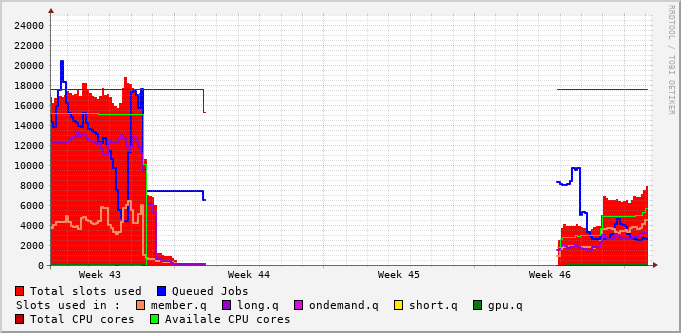 RRDTOOL / TOBI OETIKER
24000
22000
20000
18000
16000
14000
12000
10000
8000
6000
4000
2000
0
Week 43 Week 44 Week 45 Week 46
Total slots used Queued Jobs
Slots used in : member.q long.q ondemand.q short.q gpu.q
Total CPU cores Availale CPU cores